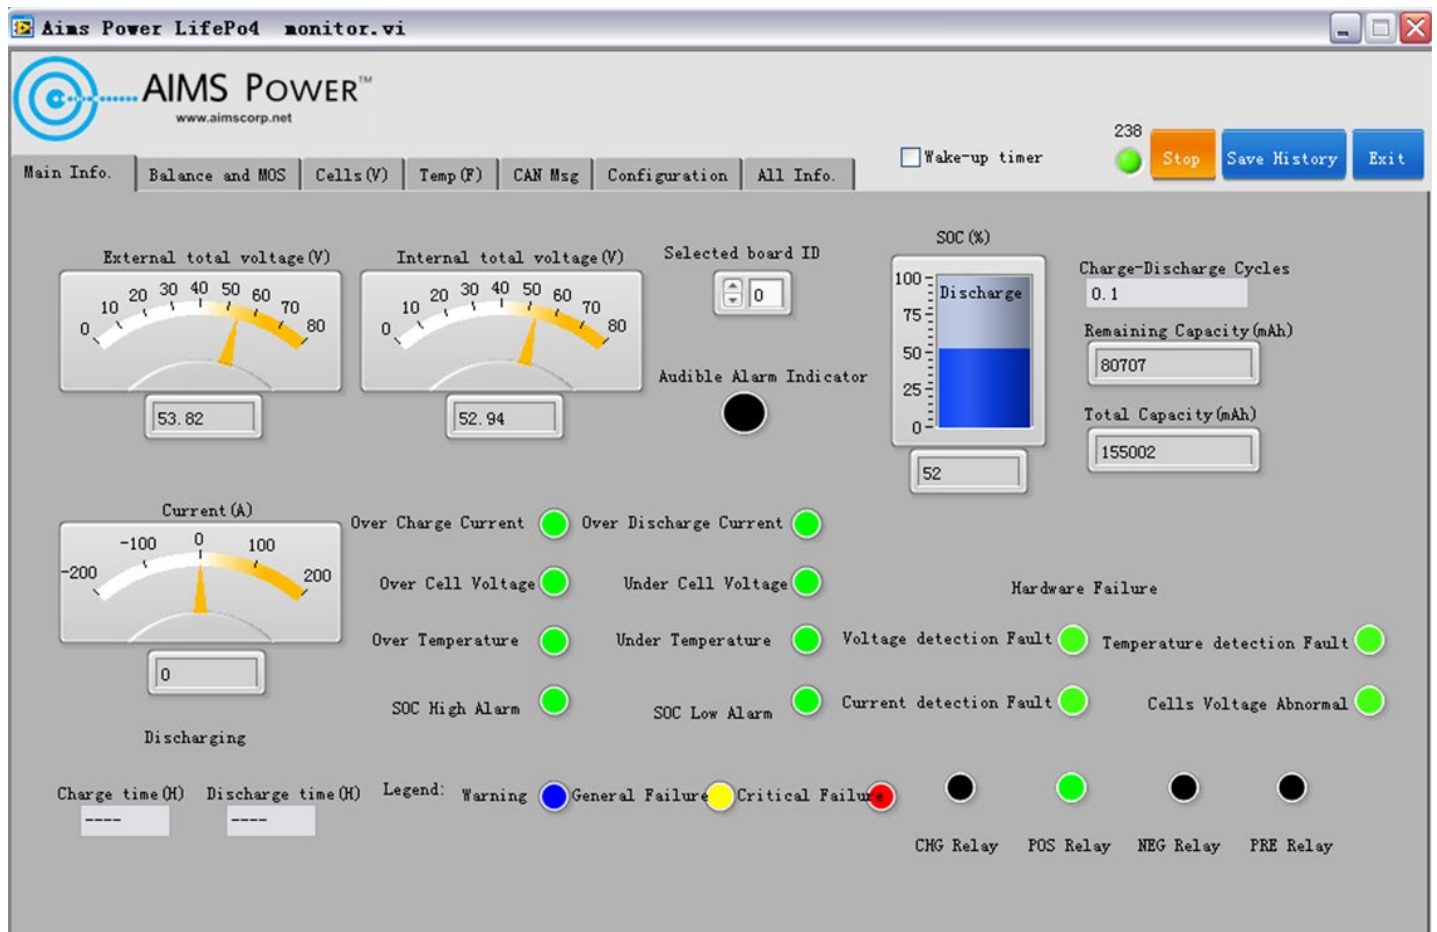 Aims Power LifePo4 monitor.vi
AIMS POWER™
www.aimscorp.net
238
Wake-up timer
Stop
Save History
Exit
Main Info.
Balance and MOS
Cells(V)
Temp(F)
CAN Msg
Configuration
All Info.
External total voltage(V)
0 10 20 30 40 50 60 70 80
53.82
Internal total voltage(V)
0 10 20 30 40 50 60 70 80
52.94
Selected board ID
0
Audible Alarm Indicator
SOC(%)
100
75
50
25
0
Discharge
52
Charge-Discharge Cycles
0.1
Remaining Capacity(mAh)
80707
Total Capacity(mAh)
155002
Current(A)
-200 -100 0 100 200
0
Discharging
Over Charge Current
Over Discharge Current
Over Cell Voltage
Under Cell Voltage
Over Temperature
Under Temperature
SOC High Alarm
SOC Low Alarm
Hardware Failure
Voltage detection Fault
Temperature detection Fault
Current detection Fault
Cells Voltage Abnormal
Charge time(H)
----
Discharge time(H)
----
Legend:
Warning
General Failure
Critical Failure
CHG Relay
POS Relay
NEG Relay
PRE Relay